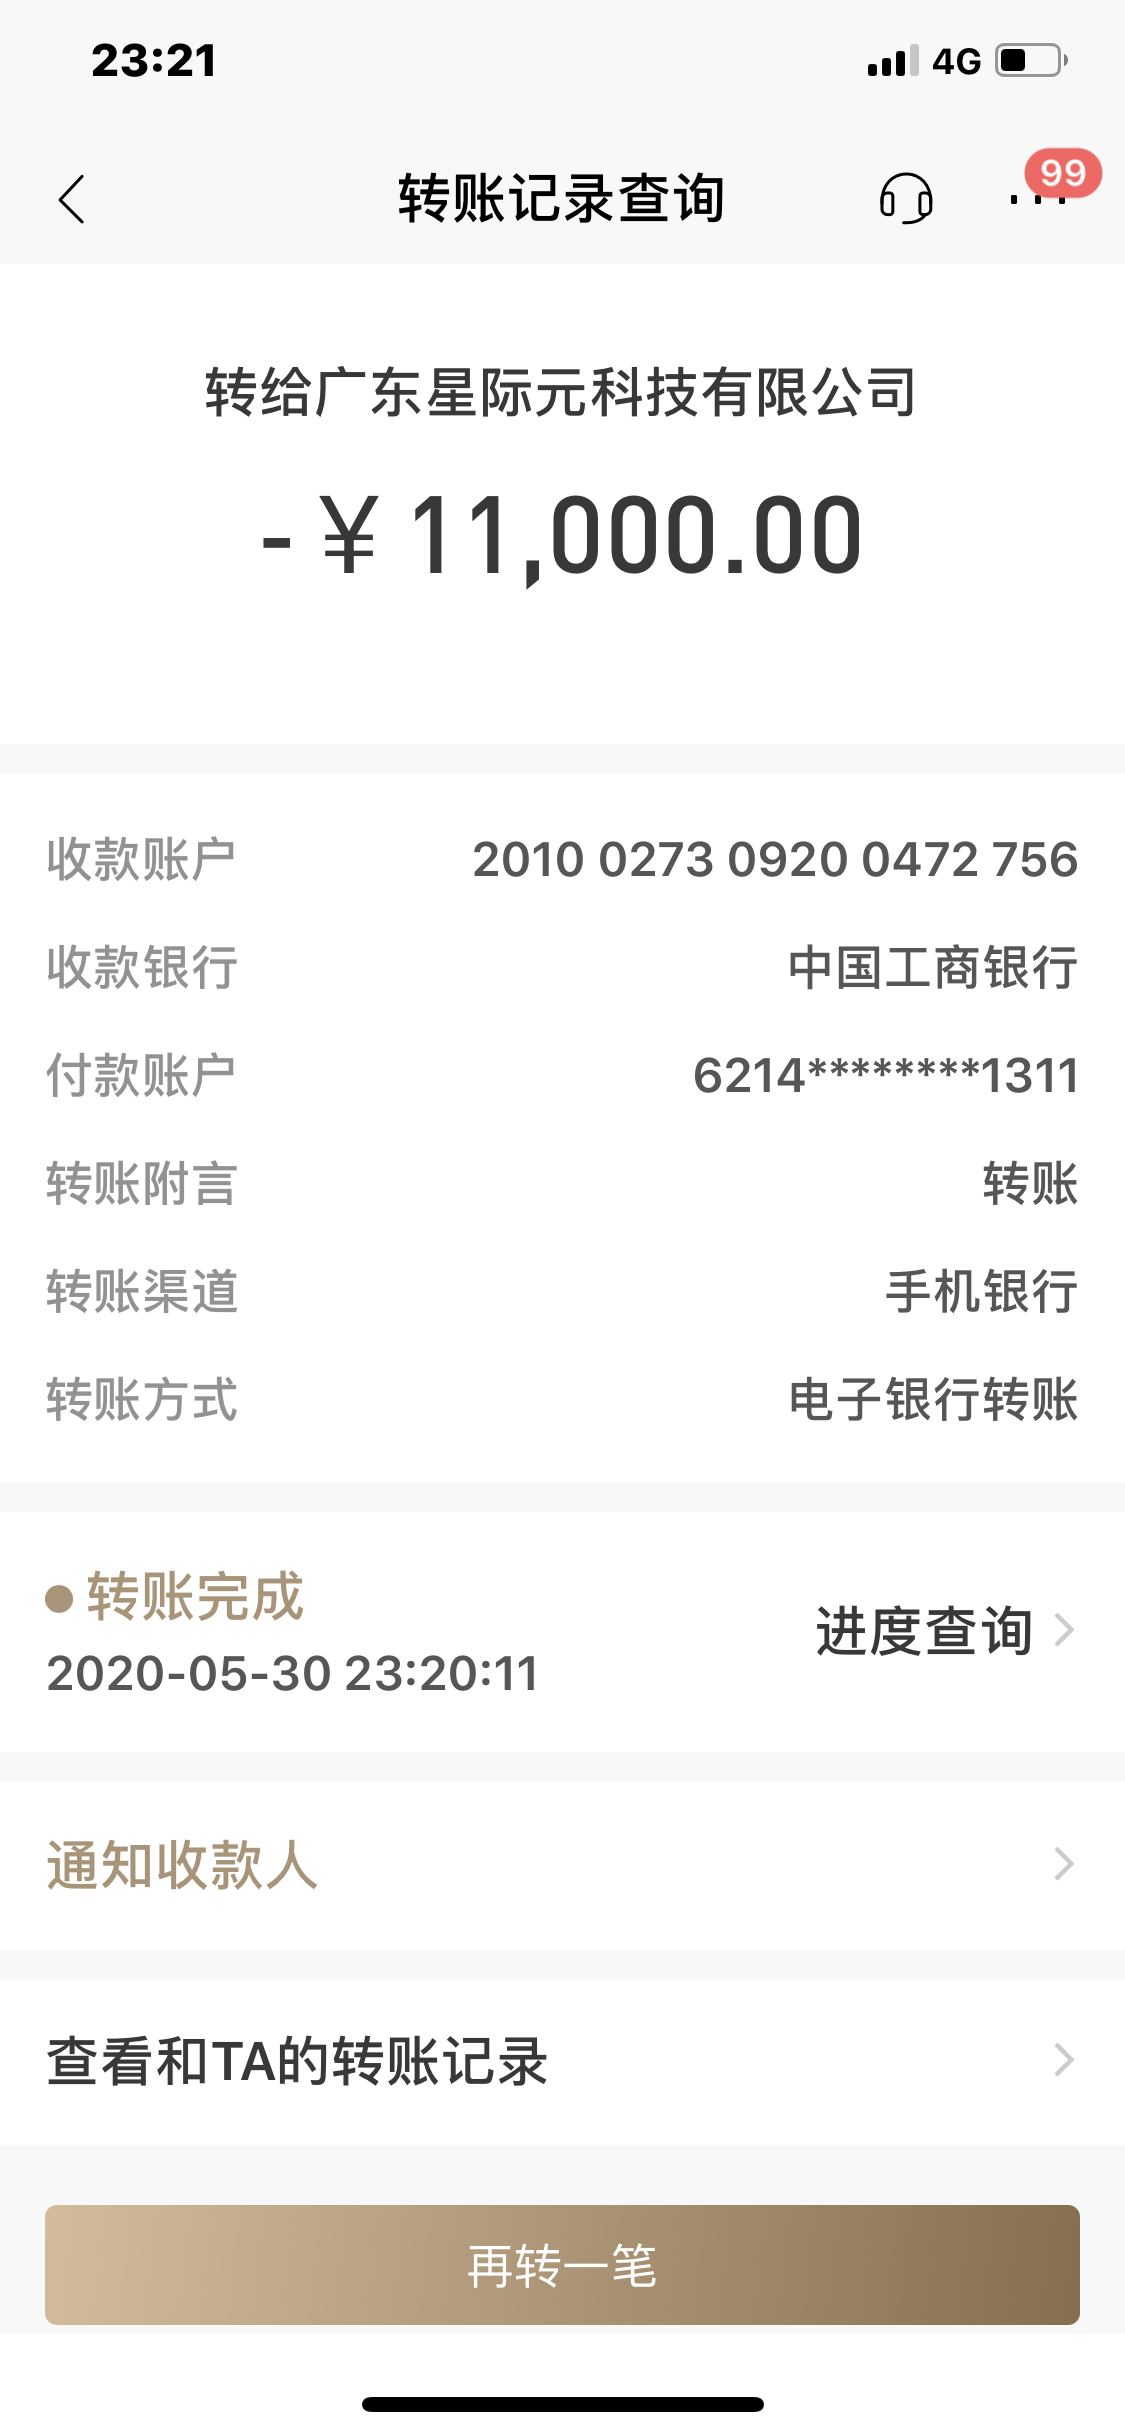 23:21
4G
转账记录查询
99
转给广东星际元科技有限公司
-￥11,000.00
收款账户 2010 0273 0920 0472 756
收款银行 中国工商银行
付款账户 6214********1311
转账附言 转账
转账渠道 手机银行
转账方式 电子银行转账
转账完成
2020-05-30 23:20:11
进度查询
通知收款人
查看和TA的转账记录
再转一笔